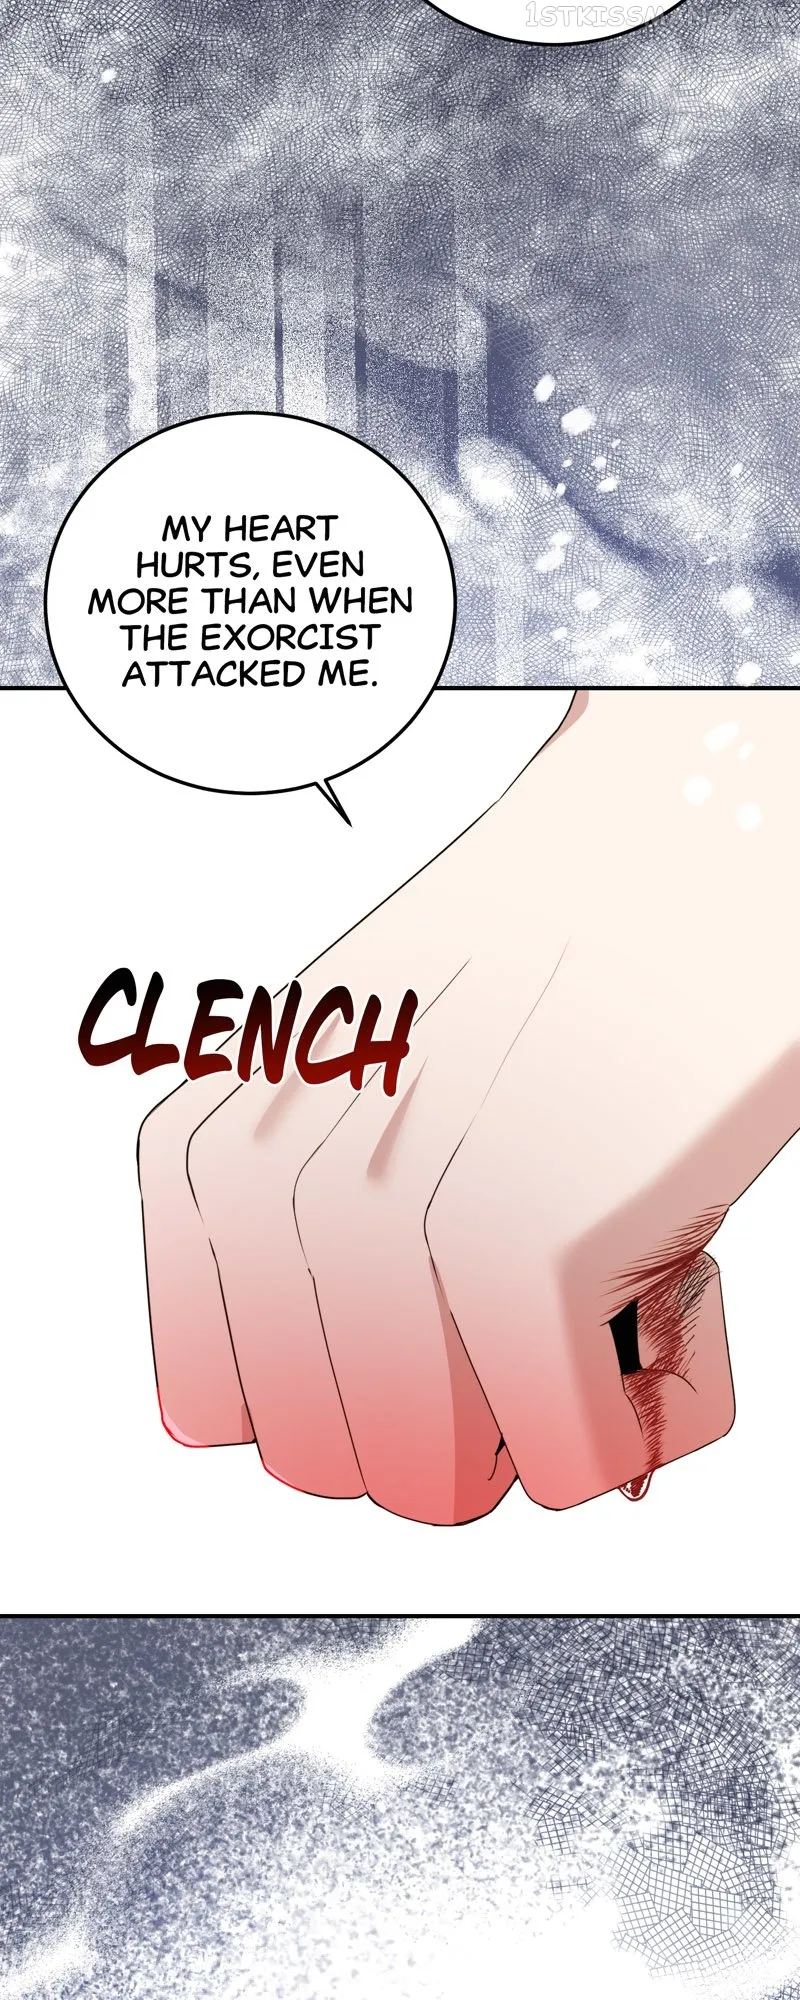 MY HEART
HURTS, EVEN
MORE THAN WHEN
THE EXORCIST
ATTACKED ME.
CLENCH